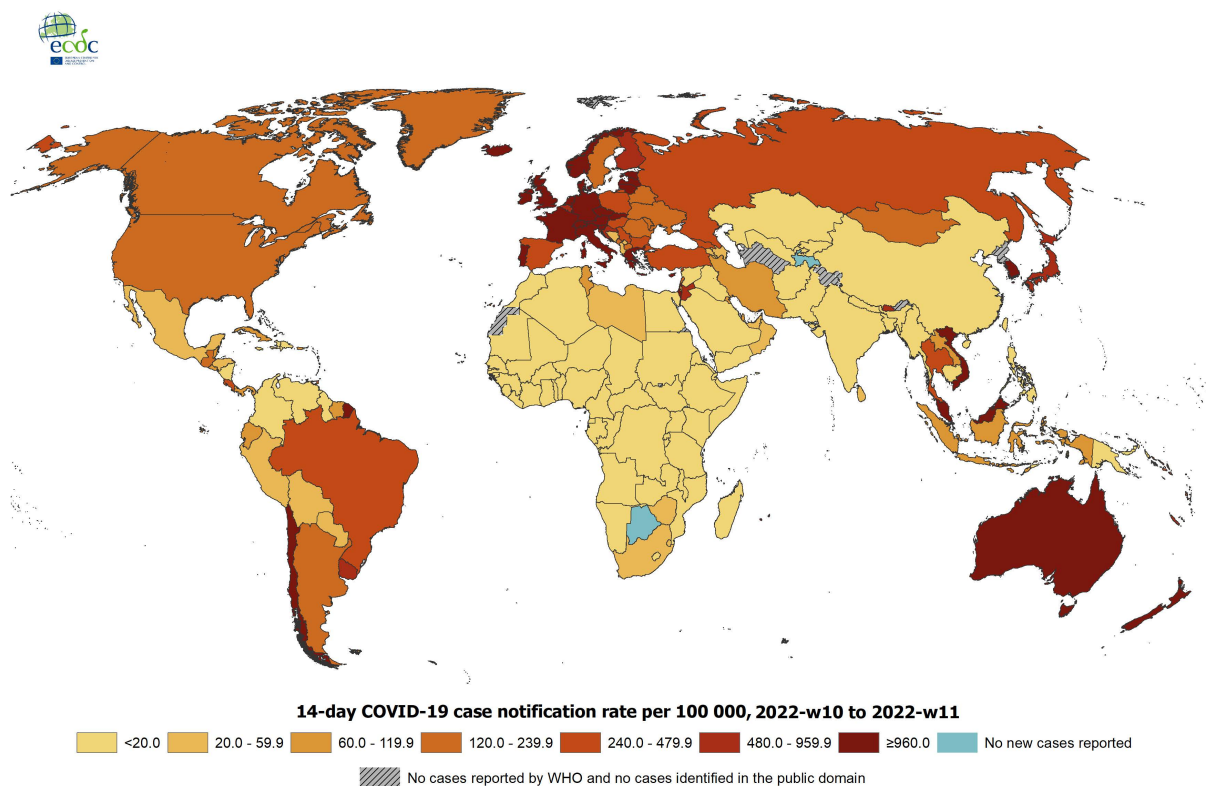 ecdc
14-day COVID-19 case notification rate per 100 000, 2022-w10 to 2022-w11
<20.0 20.0 - 59.9 60.0 - 119.9 120.0 - 239.9 240.0 - 479.9 480.0 - 959.9 ≥960.0 No new cases reported
No cases reported by WHO and no cases identified in the public domain